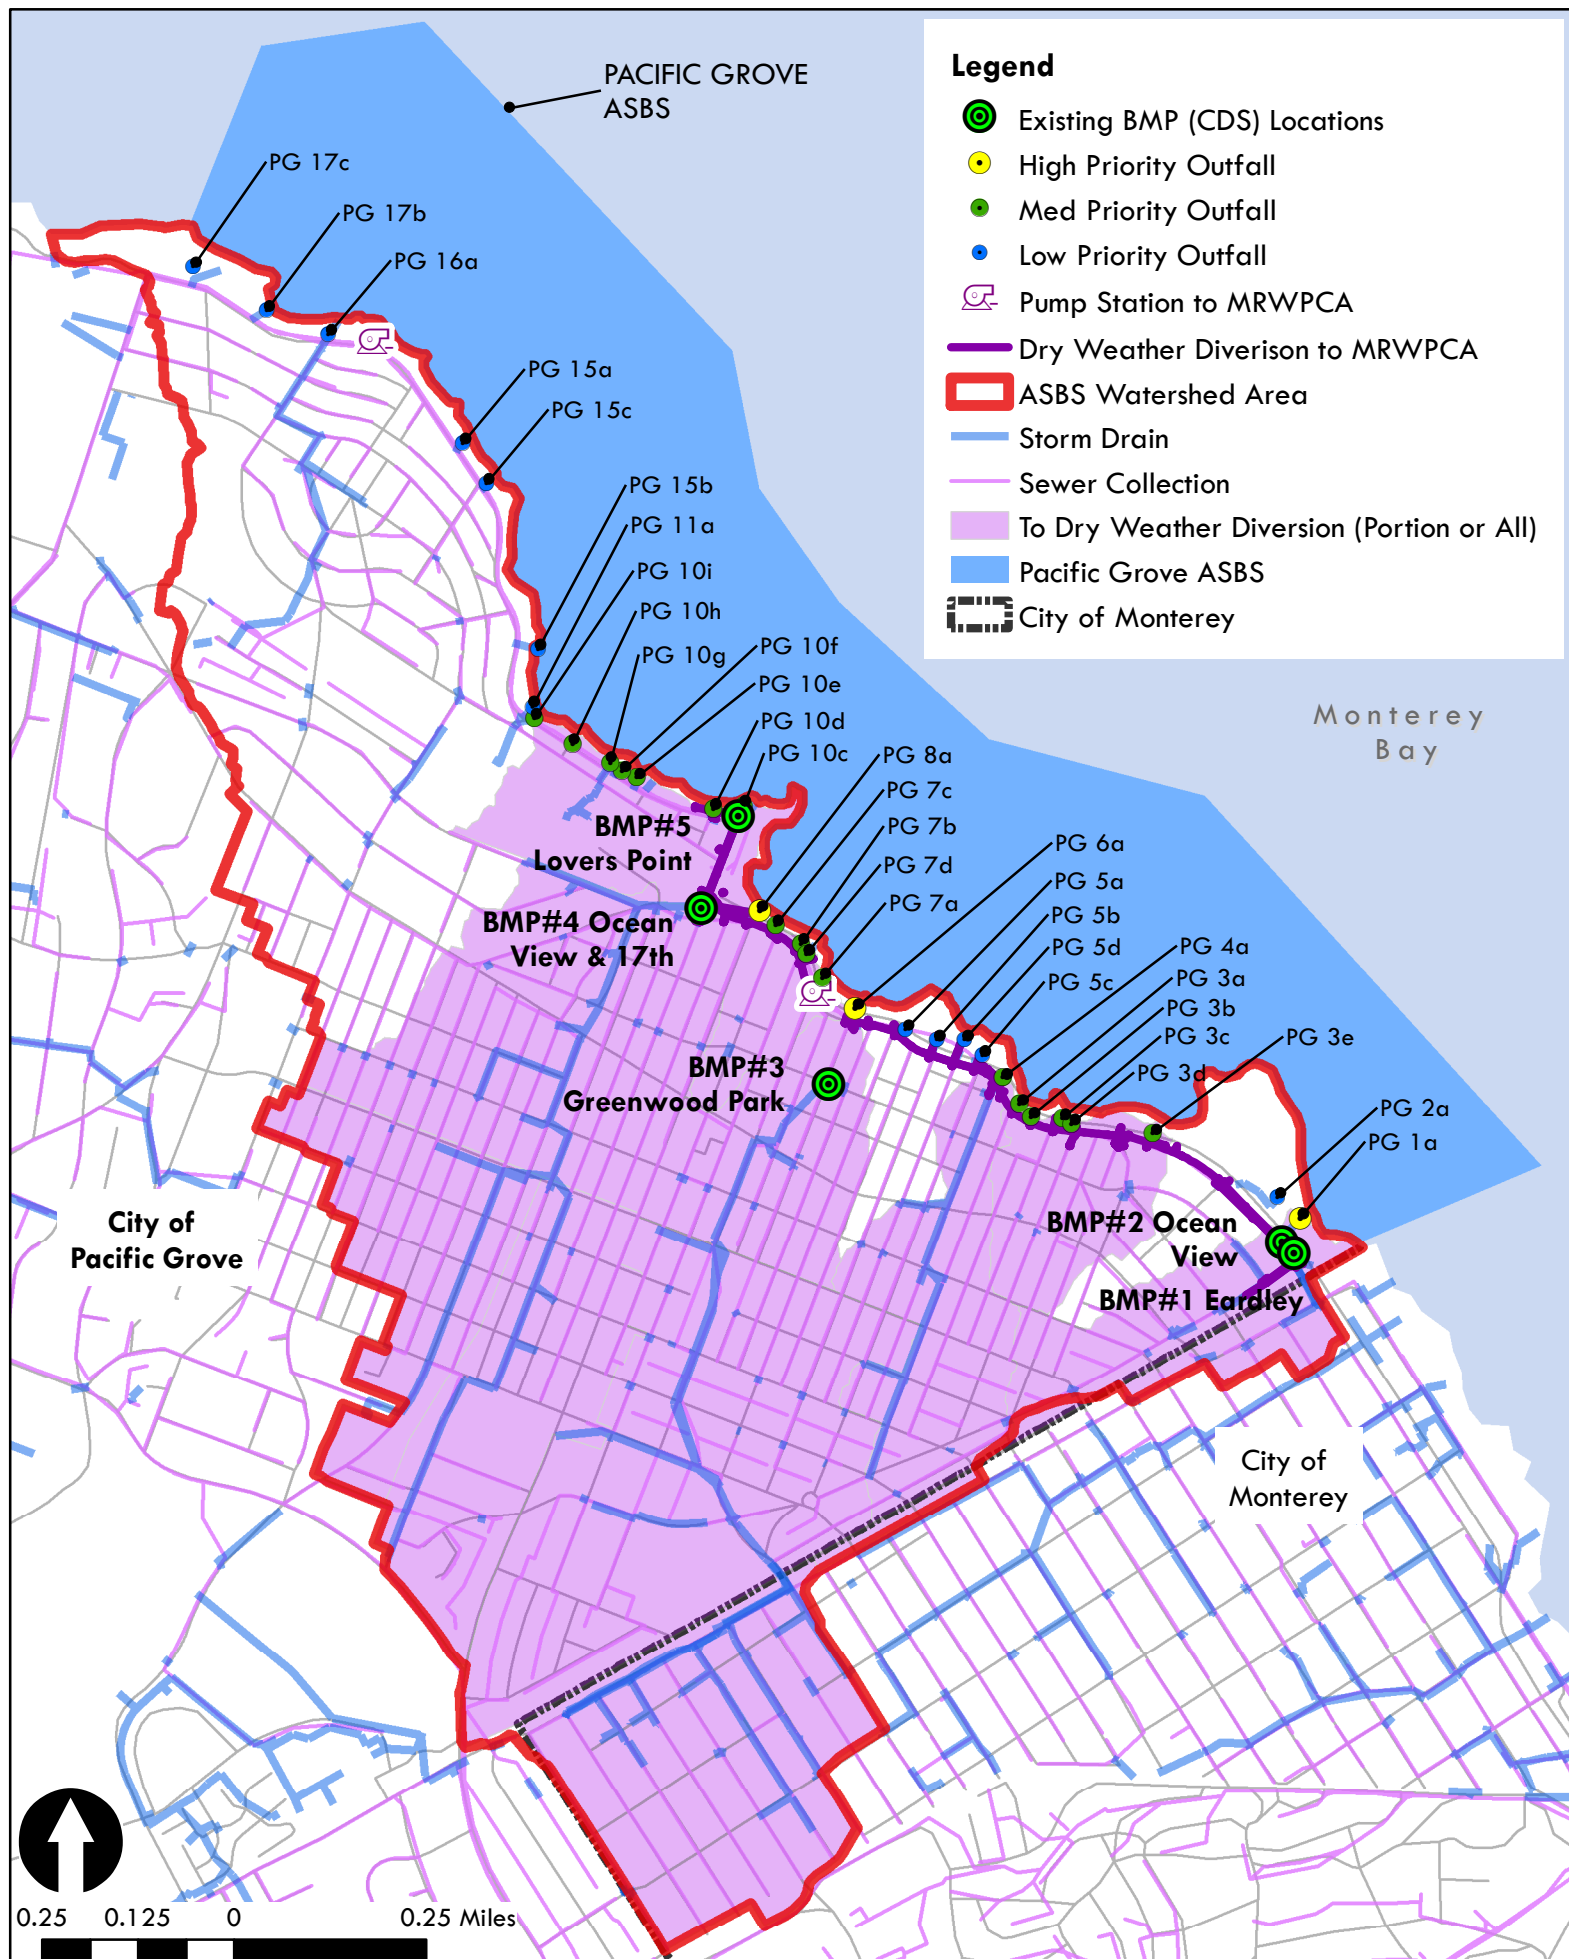 PACIFIC GROVE
ASBS
Legend
Existing BMP (CDS) Locations
High Priority Outfall
Med Priority Outfall
Low Priority Outfall
Pump Station to MRWPCA
Dry Weather Diverison to MRWPCA
ASBS Watershed Area
Storm Drain
Sewer Collection
To Dry Weather Diversion (Portion or All)
Pacific Grove ASBS
City of Monterey
PG 17c
PG 17b
PG 16a
PG 15a
PG 15c
PG 15b
PG 11a
PG 10i
PG 10h
PG 10g
PG 10f
PG 10e
PG 10d
PG 10c
PG 8a
PG 7c
PG 7b
PG 7d
PG 7a
PG 6a
PG 5a
PG 5b
PG 5d
PG 5c
PG 4a
PG 3a
PG 3b
PG 3c
PG 3d
PG 3e
PG 2a
PG 1a
Monterey
Bay
BMP#5
Lovers Point
BMP#4 Ocean
View & 17th
BMP#3
Greenwood Park
BMP#2 Ocean
View
BMP#1 Eardley
City of
Pacific Grove
City of
Monterey
0.25 0.125 0 0.25 Miles